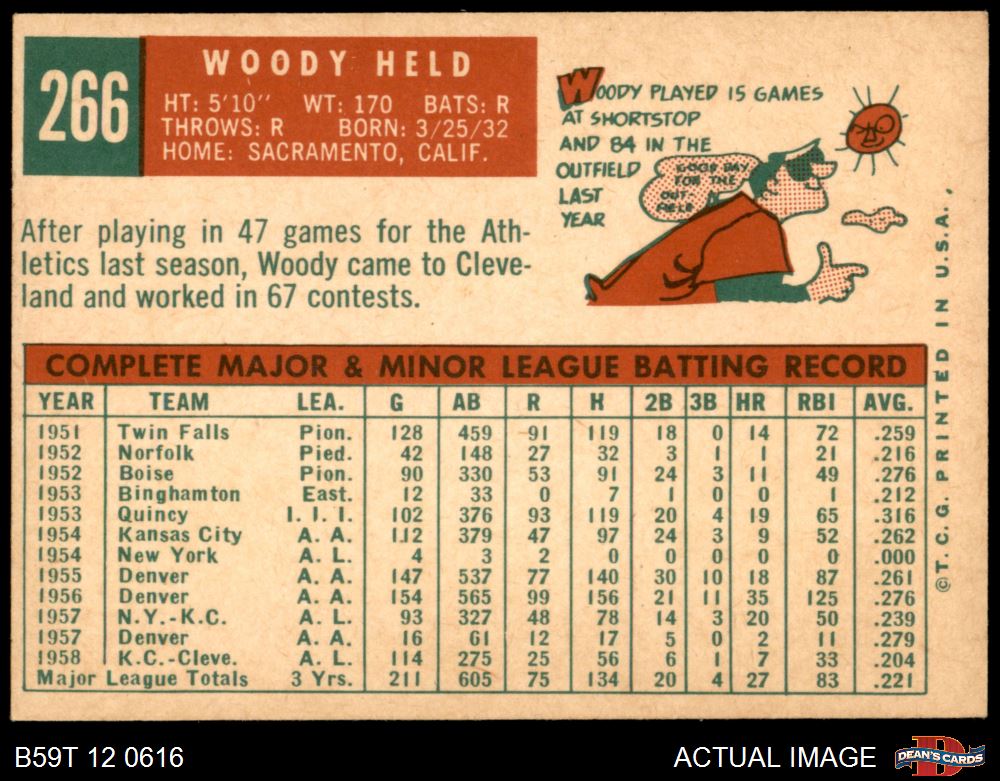 266
WOODY HELD
HT: 5'10" WT: 170 BATS: R
THROWS: R BORN: 3/25/32
HOME: SACRAMENTO, CALIF.
WOODY PLAYED 15 GAMES
AT SHORTSTOP
AND 84 IN THE
OUTFIELD
LAST
YEAR
GOOD DAY
FOR THE
OUT-
FIELD
After playing in 47 games for the Ath-
letics last season, Woody came to Cleve-
land and worked in 67 contests.
COMPLETE MAJOR & MINOR LEAGUE BATTING RECORD
YEAR TEAM LEA. G AB R H 2B 3B HR RBI AVG.
1951 Twin Falls Pion. 128 459 91 119 18 0 14 72 .259
1952 Norfolk Pied. 42 148 27 32 3 1 1 21 .216
1952 Boise Pion. 90 330 53 91 24 3 11 49 .276
1953 Binghamton East. 12 33 0 7 1 0 0 1 .212
1953 Quincy I. I. I. 102 376 93 119 20 4 19 65 .316
1954 Kansas City A. A. 112 379 47 97 24 3 9 52 .262
1954 New York A. L. 4 3 2 0 0 0 0 0 .000
1955 Denver A. A. 147 537 77 140 30 10 18 87 .261
1956 Denver A. A. 154 565 99 156 21 11 35 125 .276
1957 N.Y.-K.C. A. L. 93 327 48 78 14 3 20 50 .239
1957 Denver A. A. 16 61 12 17 5 0 2 11 .279
1958 K.C.-Cleve. A. L. 114 275 25 56 6 1 7 33 .204
Major League Totals 3 Yrs. 211 605 75 134 20 4 27 83 .221
©T.C.G. PRINTED IN U.S.A.
B59T 12 0616
ACTUAL IMAGE
DEAN'S CARDS